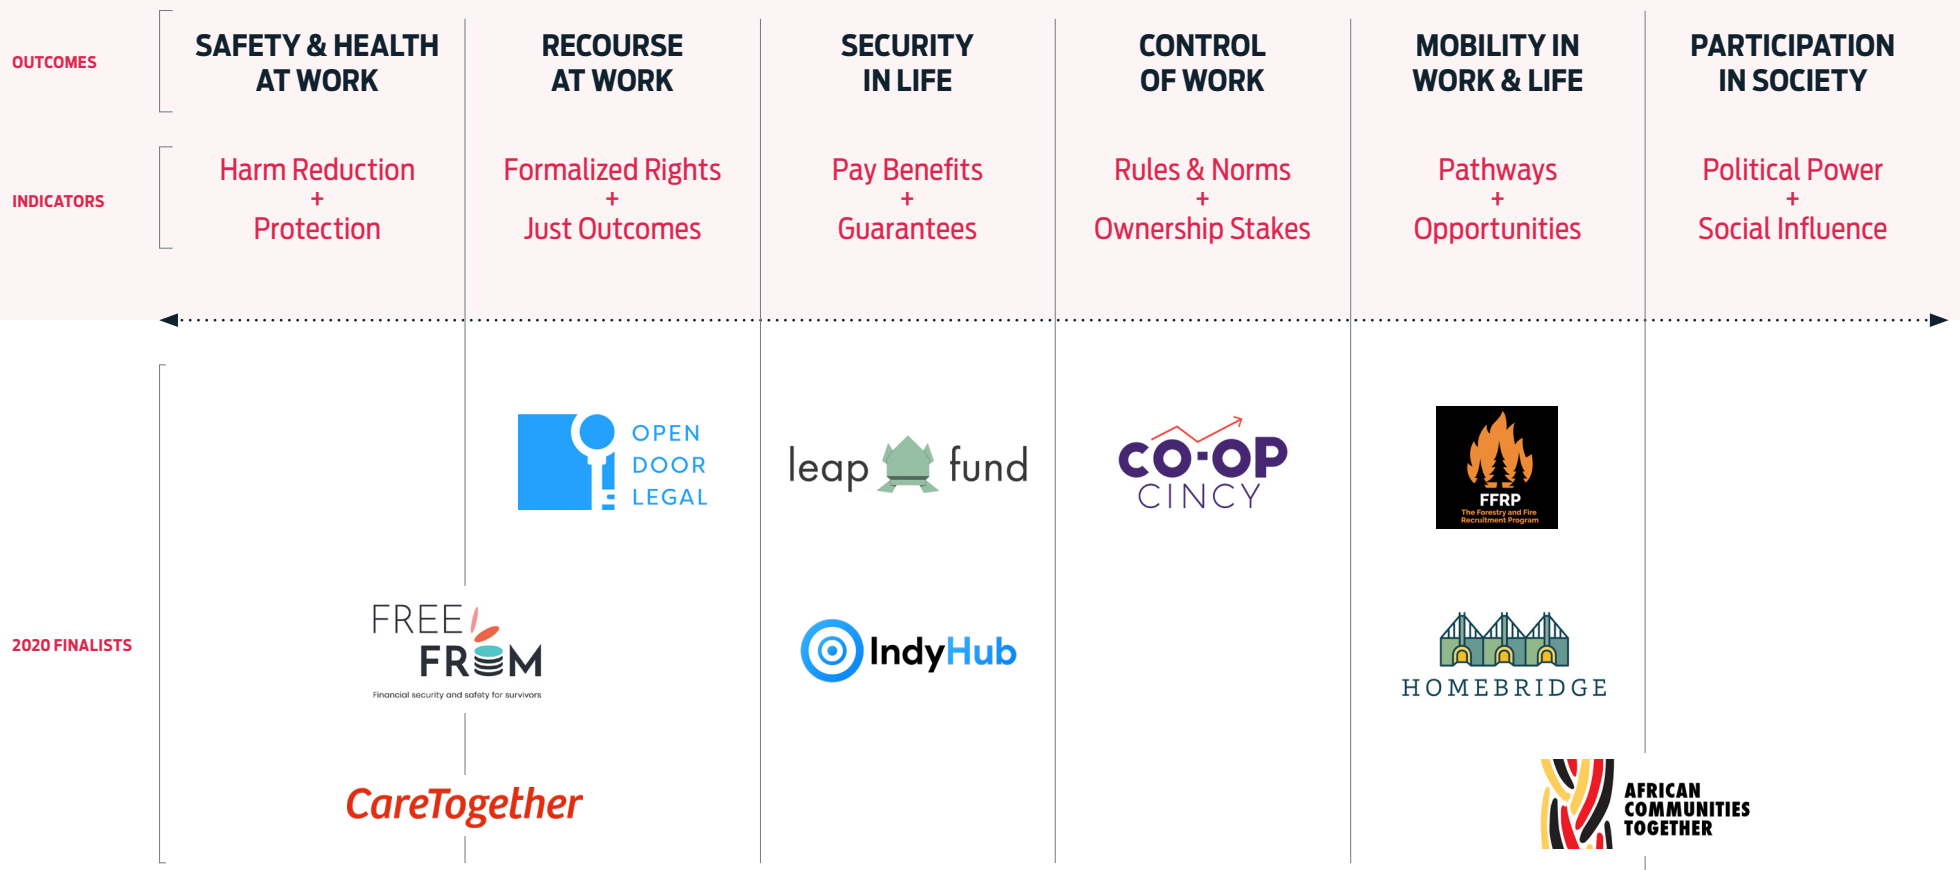 OUTCOMES
SAFETY & HEALTH
AT WORK
RECOURSE
AT WORK
SECURITY
IN LIFE
CONTROL
OF WORK
MOBILITY IN
WORK & LIFE
PARTICIPATION
IN SOCIETY
INDICATORS
Harm Reduction
+
Protection
Formalized Rights
+
Just Outcomes
Pay Benefits
+
Guarantees
Rules & Norms
+
Ownership Stakes
Pathways
+
Opportunities
Political Power
+
Social Influence
2020 FINALISTS
OPEN
DOOR
LEGAL
leap fund
CO-OP
CINCY
FFRP
The Forestry and Fire
Recruitment Program
FREE
FROM
Financial security and safety for survivors
IndyHub
HOMEBRIDGE
CareTogether
AFRICAN
COMMUNITIES
TOGETHER